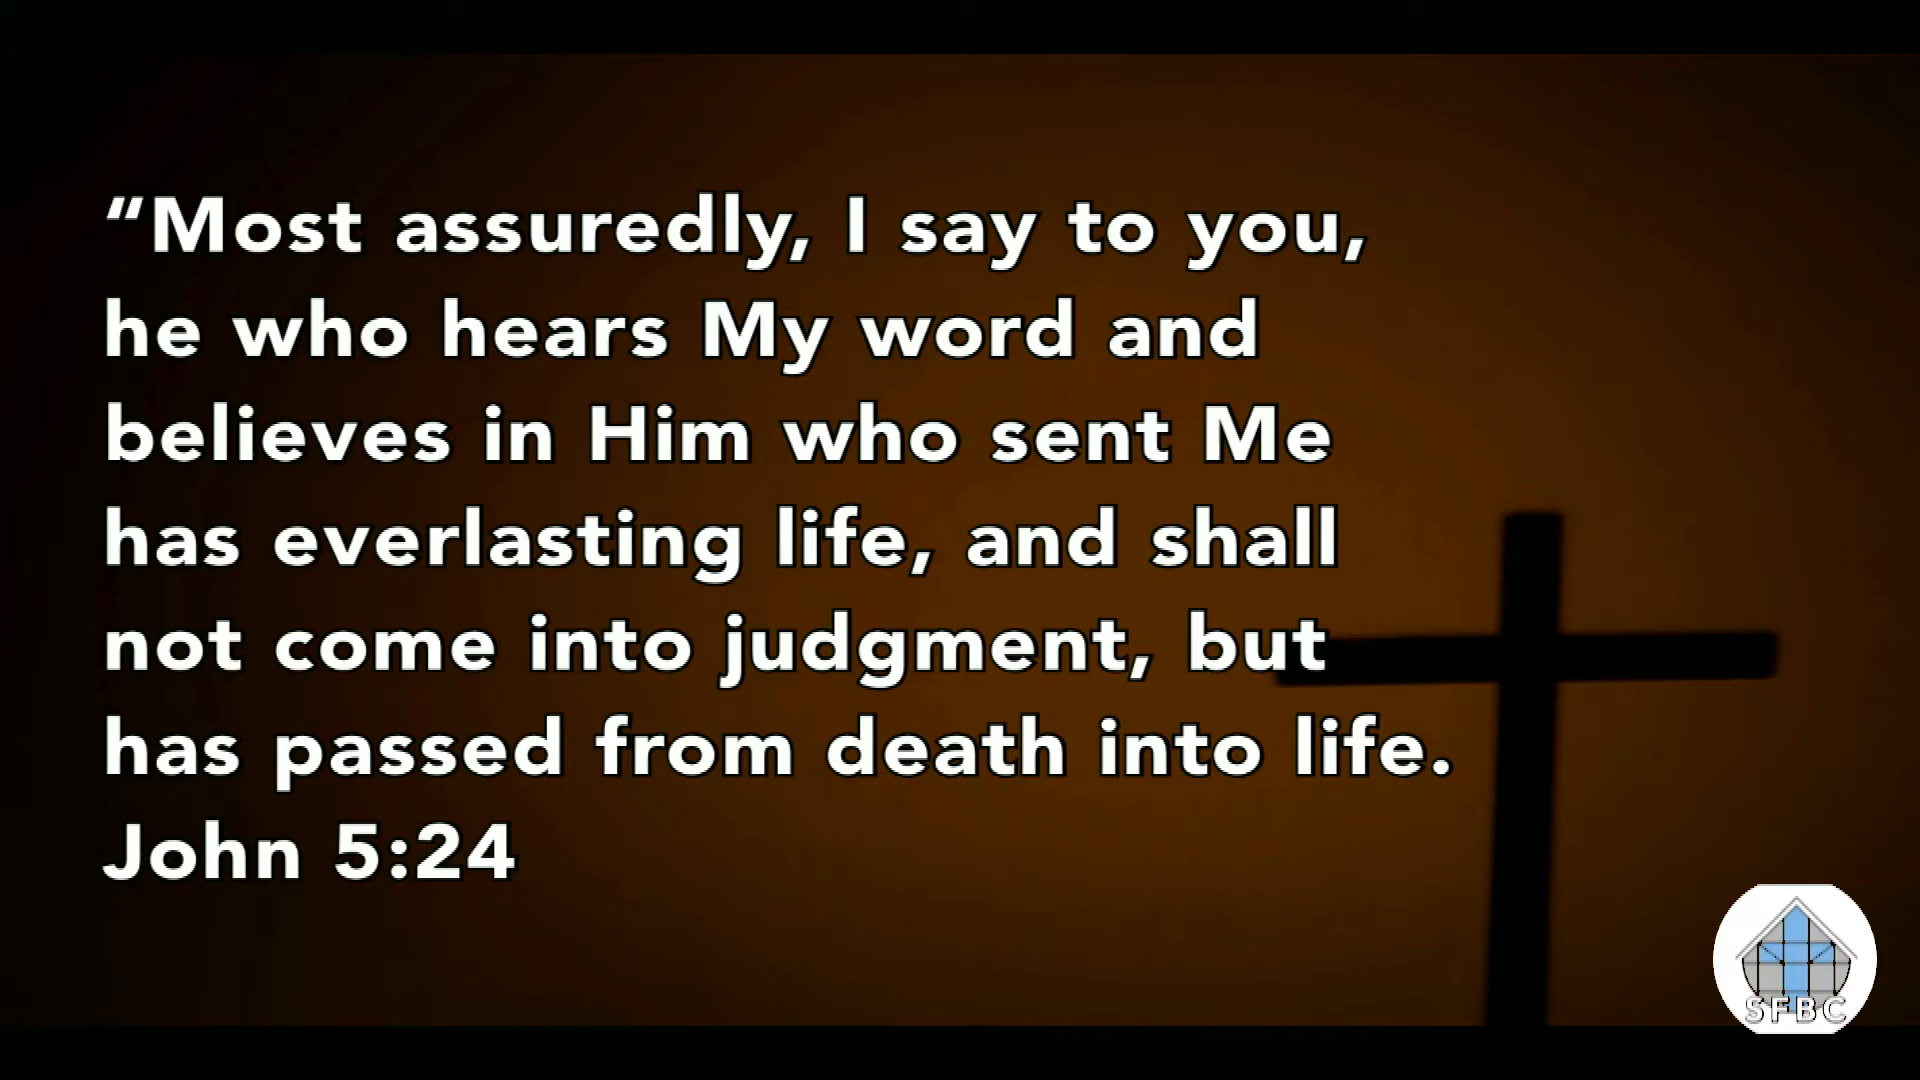 “Most assuredly, I say to you,
he who hears My word and
believes in Him who sent Me
has everlasting life, and shall
not come into judgment, but
has passed from death into life.
John 5:24
SFBC